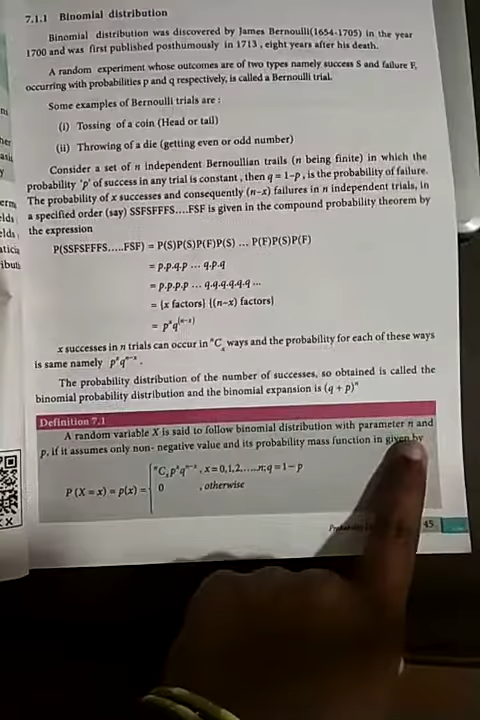 7.1.1 Binomial distribution
Binomial distribution was discovered by James Bernoulli(1654-1705) in the year
1700 and was first published posthumously in 1713 , eight years after his death.
A random experiment whose outcomes are of two types namely success S and failure F,
occurring with probabilities p and q respectively, is called a Bernoulli trial.
Some examples of Bernoulli trials are :
(i) Tossing of a coin (Head or tail)
(ii) Throwing of a die (getting even or odd number)
Consider a set of n independent Bernoullian trails (n being finite) in which the
probability 'p' of success in any trial is constant , then q = 1–p , is the probability of failure.
The probability of x successes and consequently (n–x) failures in n independent trials, in
a specified order (say) SSFSFFFS....FSF is given in the compound probability theorem by
the expression
P(SSFSFFFS.....FSF) = P(S)P(S)P(F)P(S) ... P(F)P(S)P(F)
= p.p.q.p ... q.p.q
= p.p.p.p ... q.q.q.q.q.q ...
= {x factors} {(n–x) factors}
= pˣq⁽ⁿ⁻ˣ⁾
x successes in n trials can occur in ⁿCₓ ways and the probability for each of these ways
is same namely pˣqⁿ⁻ˣ .
The probability distribution of the number of successes, so obtained is called the
binomial probability distribution and the binomial expansion is (q + p)ⁿ
Definition 7.1
A random variable X is said to follow binomial distribution with parameter n and
p, if it assumes only non- negative value and its probability mass function in given by
P (X = x) = p(x) = { ⁿCₓpˣqⁿ⁻ˣ , x = 0,1,2,.....n; q = 1 – p
0 , otherwise
45